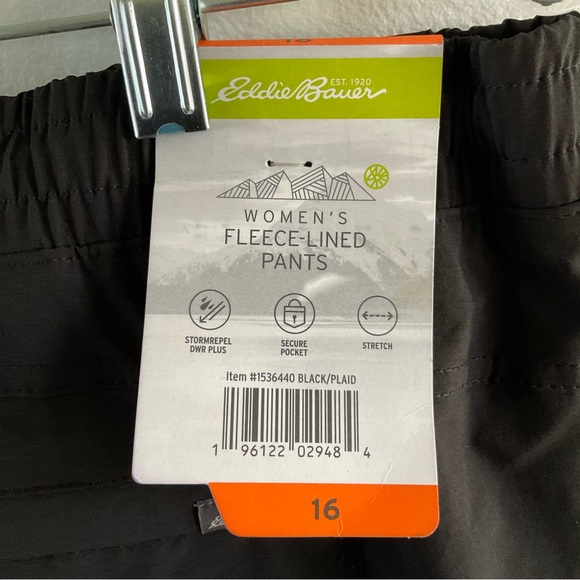 EST. 1920
Eddie Bauer
WOMEN'S
FLEECE-LINED
PANTS
STORMREPEL
DWR PLUS
SECURE
POCKET
STRETCH
Item #1536440 BLACK/PLAID
1 96122 02948 4
16